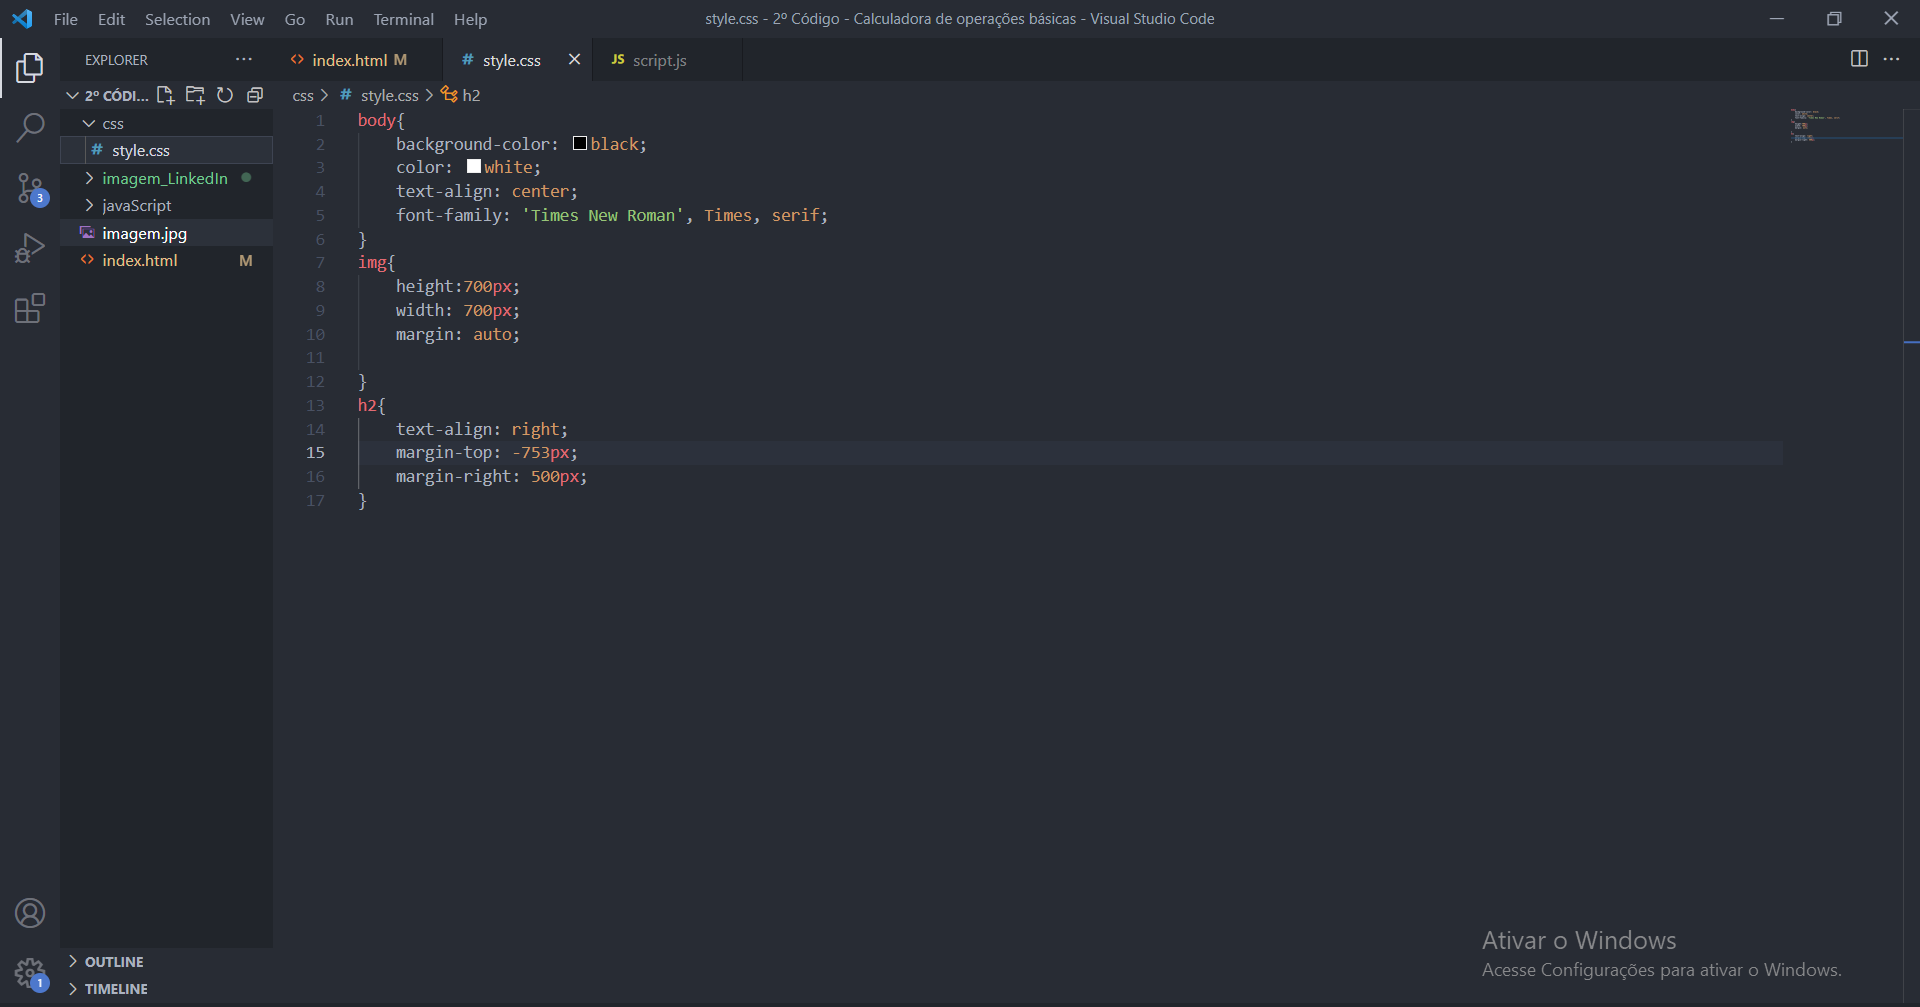 File Edit Selection View Go Run Terminal Help
style.css - 2º Código - Calculadora de operações básicas - Visual Studio Code
EXPLORER
index.html M
# style.css
JS script.js
2º CÓDI...
css
# style.css
imagem_LinkedIn
javaScript
imagem.jpg
index.html M
3
css > # style.css > h2
1 body{
2 background-color: black;
3 color: white;
4 text-align: center;
5 font-family: 'Times New Roman', Times, serif;
6 }
7 img{
8 height:700px;
9 width: 700px;
10 margin: auto;
11
12 }
13 h2{
14 text-align: right;
15 margin-top: -753px;
16 margin-right: 500px;
17 }
Ativar o Windows
Acesse Configurações para ativar o Windows.
OUTLINE
TIMELINE
1